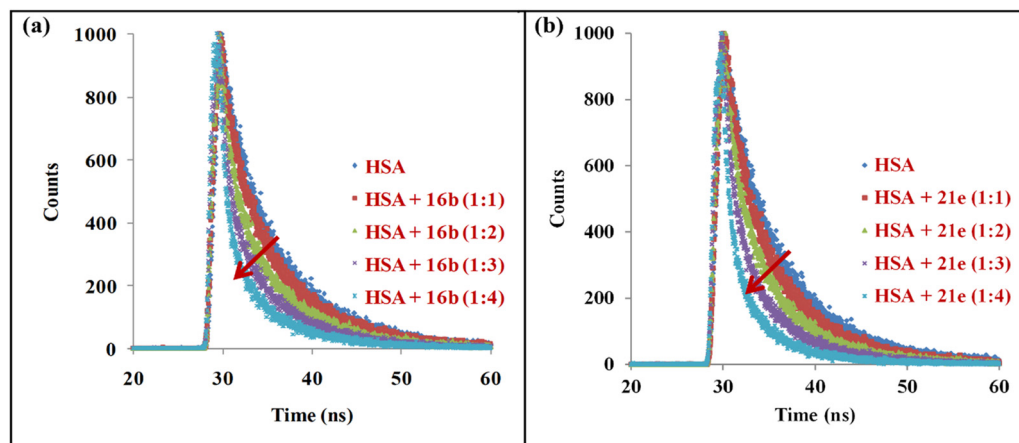 (a)
Counts
1000
800
600
400
200
0
20 30 40 50 60
Time (ns)
HSA
HSA + 16b (1:1)
HSA + 16b (1:2)
HSA + 16b (1:3)
HSA + 16b (1:4)
(b)
Counts
1000
800
600
400
200
0
20 30 40 50 60
Time (ns)
HSA
HSA + 21e (1:1)
HSA + 21e (1:2)
HSA + 21e (1:3)
HSA + 21e (1:4)